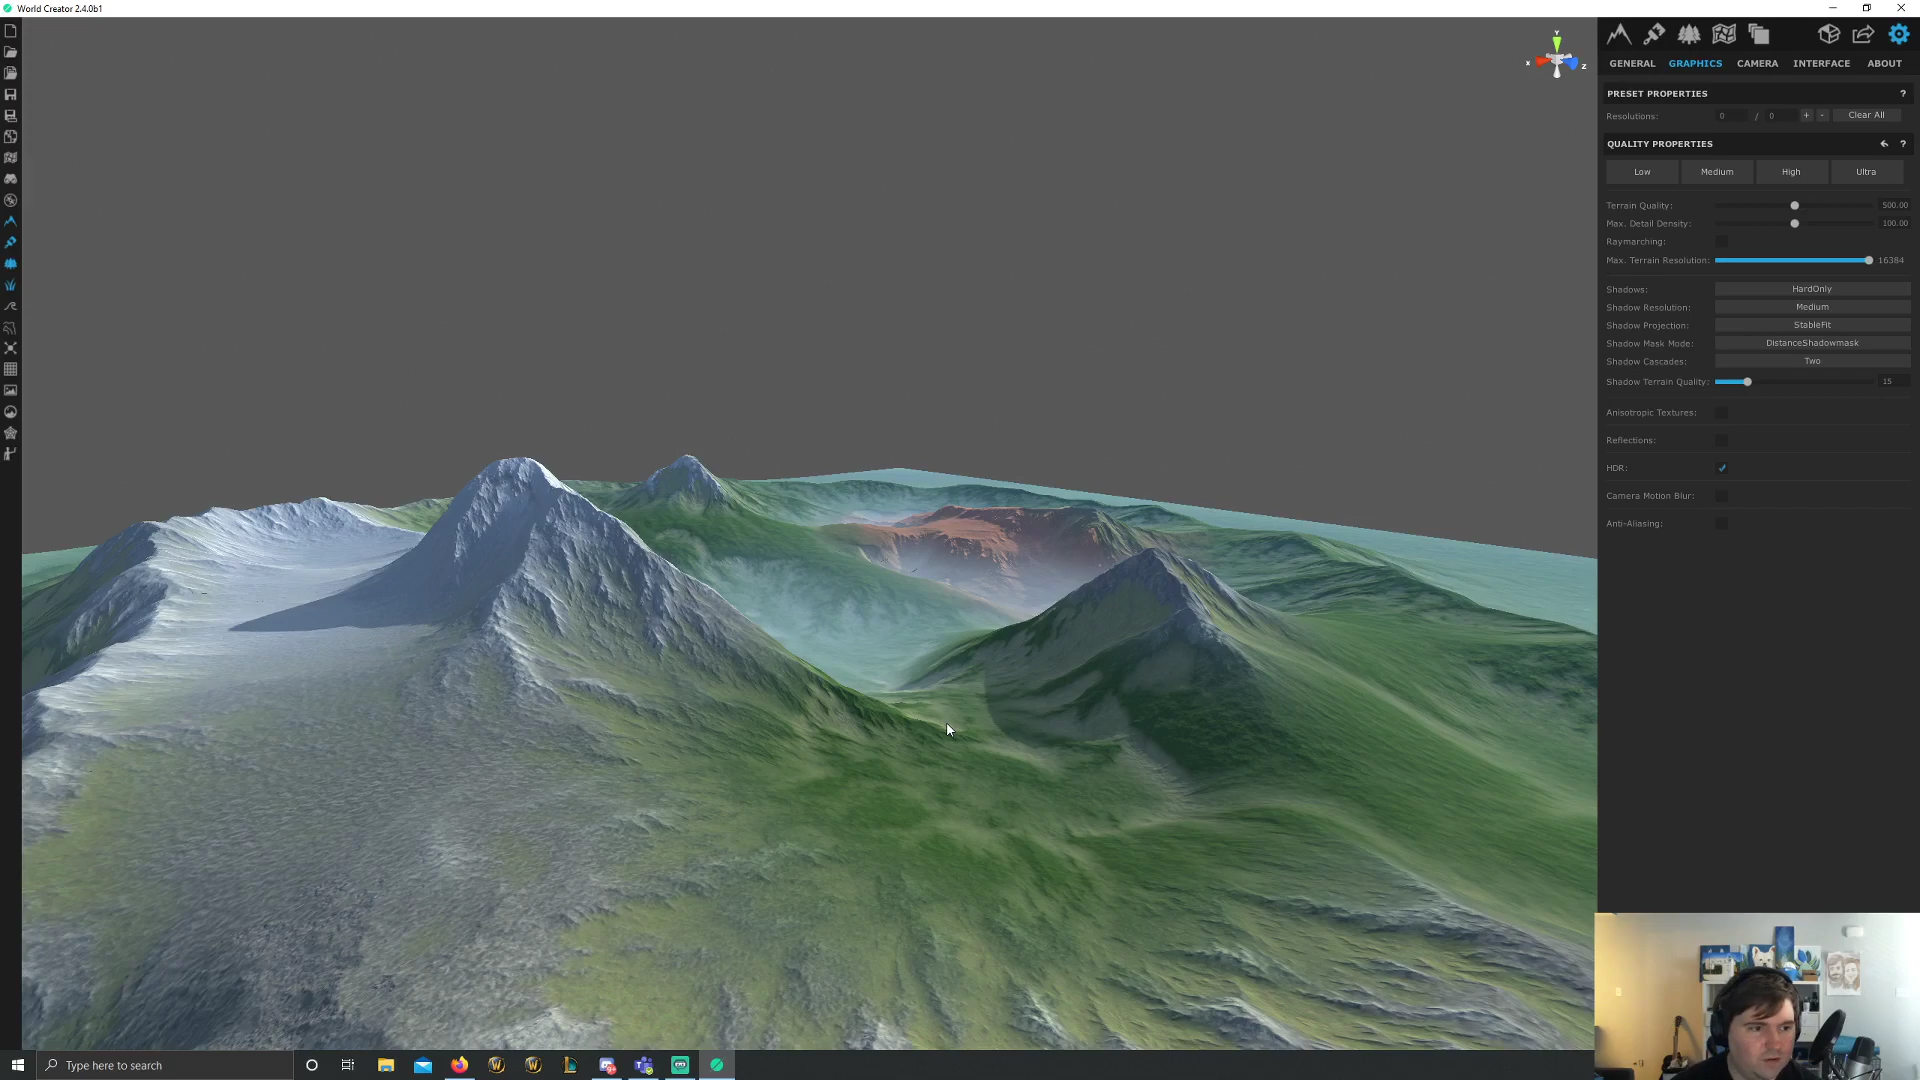 World Creator 2.4.0b1
Y
X
Z
GENERAL GRAPHICS CAMERA INTERFACE ABOUT
PRESET PROPERTIES ?
Resolutions: 0 / 0 + - Clear All
QUALITY PROPERTIES ?
Low Medium High Ultra
Terrain Quality: 500.00
Max. Detail Density: 100.00
Raymarching:
Max. Terrain Resolution: 16384
Shadows: HardOnly
Shadow Resolution: Medium
Shadow Projection: StableFit
Shadow Mask Mode: DistanceShadowmask
Shadow Cascades: Two
Shadow Terrain Quality: 15
Anisotropic Textures:
Reflections:
HDR:
Camera Motion Blur:
Anti-Aliasing:
Type here to search